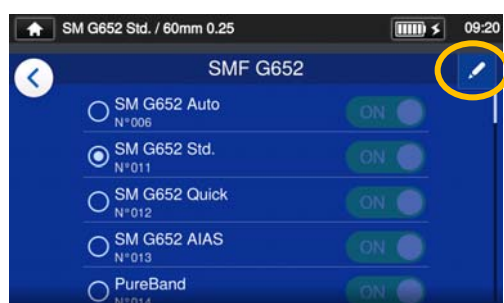 SM G652 Std. / 60mm 0.25
09:20
SMF G652
SM G652 Auto
ON
N°006
SM G652 Std.
ON
N°011
SM G652 Quick
ON
N°012
SM G652 AIAS
ON
N°013
PureBand
ON
N°014